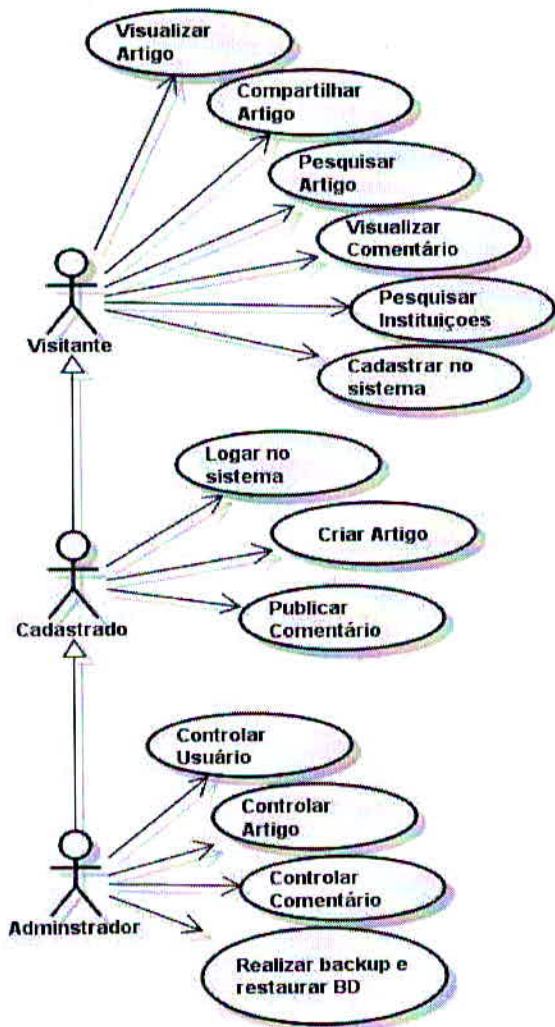 Visualizar
Artigo
Compartilhar
Artigo
Pesquisar
Artigo
Visualizar
Comentário
Pesquisar
Instituiçoes
Cadastrar no
sistema
Visitante
Logar no
sistema
Criar Artigo
Publicar
Comentário
Cadastrado
Controlar
Usuário
Controlar
Artigo
Controlar
Comentário
Realizar backup e
restaurar BD
Adminstrador